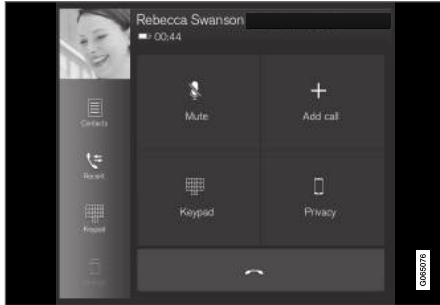 Rebecca Swanson
00:44
Mute
Add call
Contacts
Recent
Keypad
Keypad
Privacy
G065076